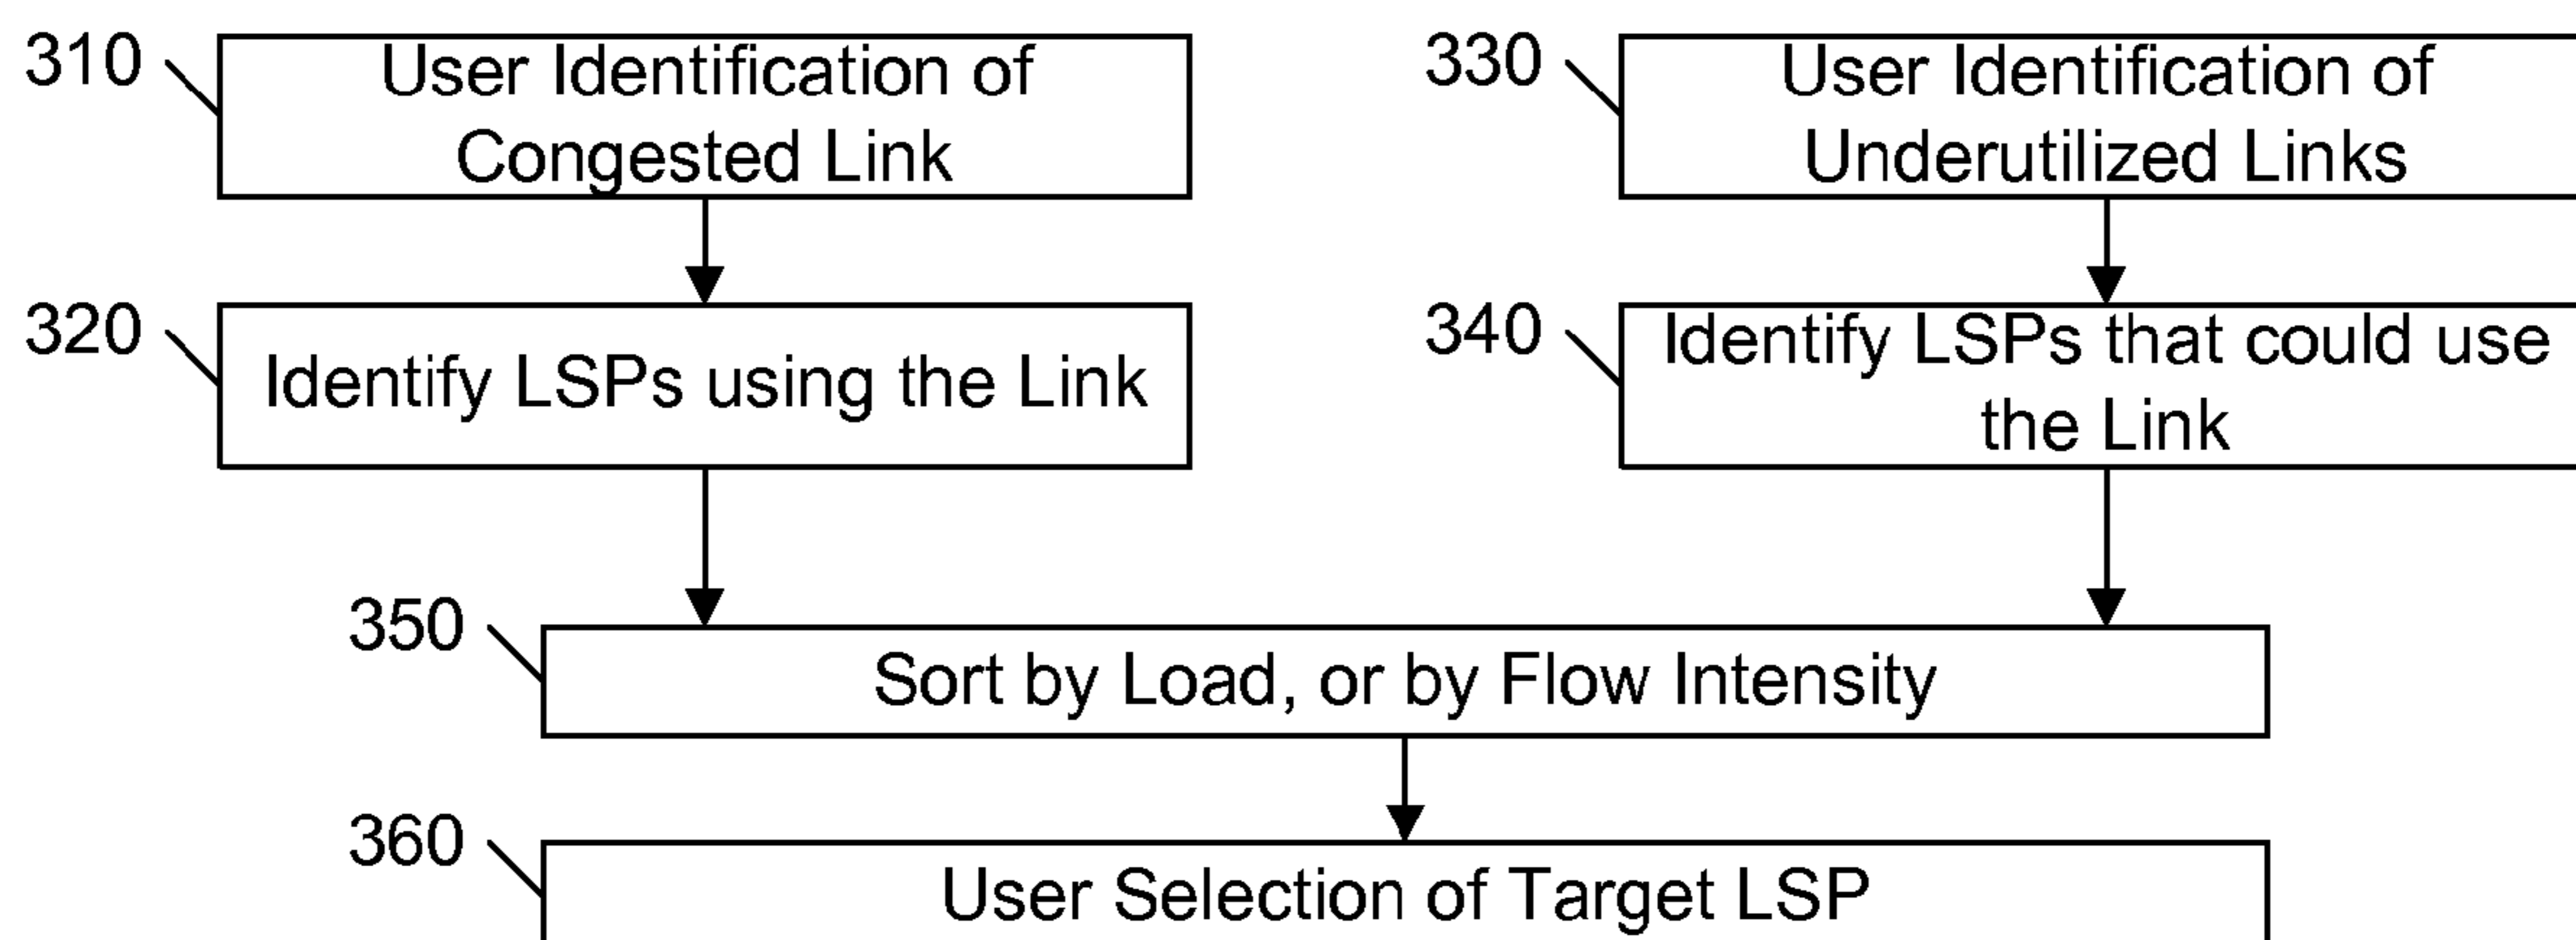 310
User Identification of
Congested Link
330
User Identification of
Underutilized Links
320
Identify LSPs using the Link
340
Identify LSPs that could use
the Link
350
Sort by Load, or by Flow Intensity
360
User Selection of Target LSP